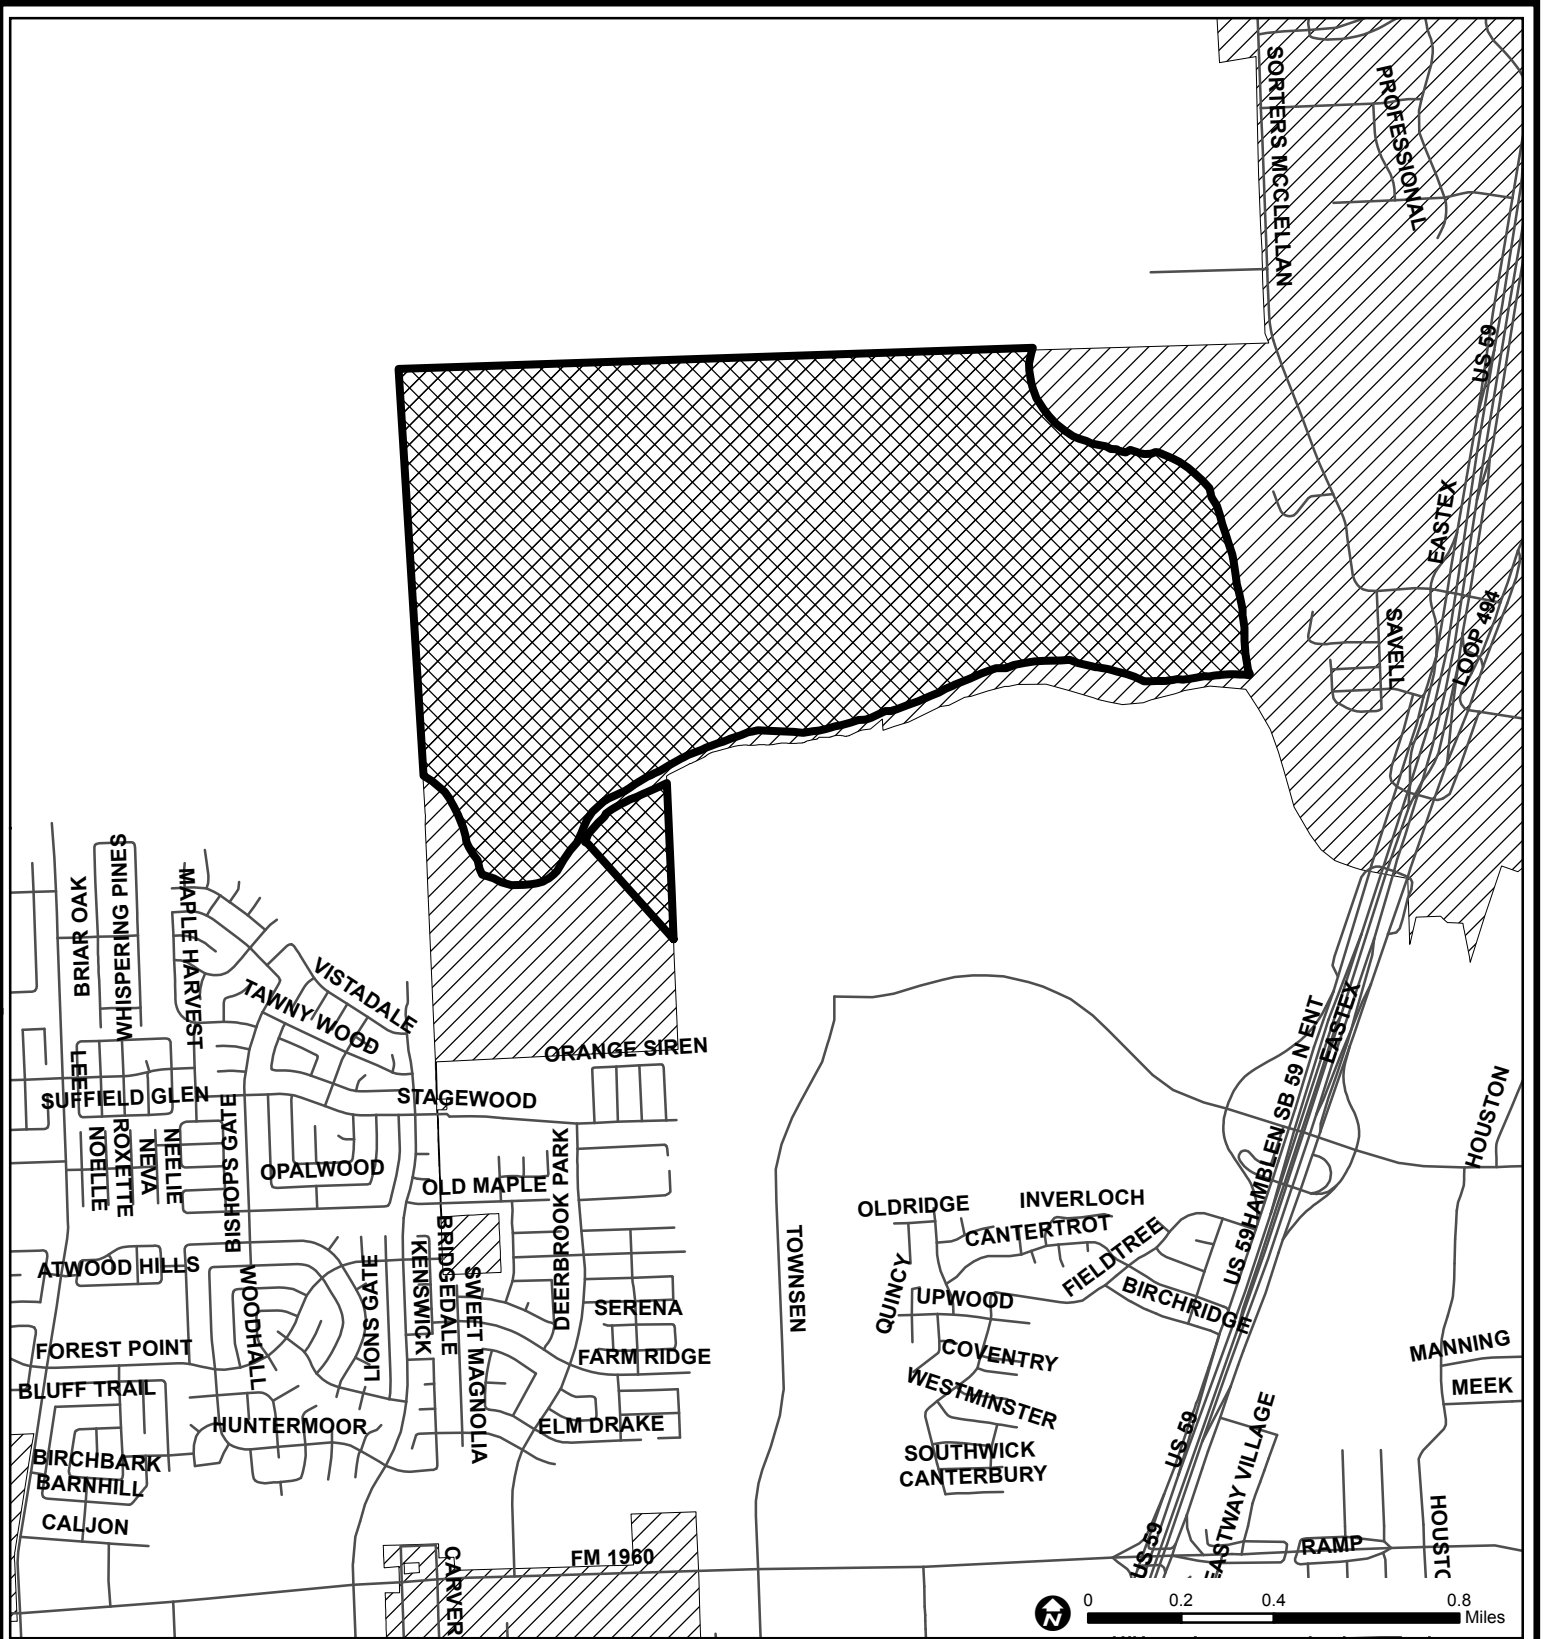 SORTERS MCCLELLAN
PROFESSIONAL
US 59
EASTEX
LOOP 494
SAVELL
BRIAR OAK
WHISPERING PINES
MAPLE HARVEST
VISTADALE
TAWNY WOOD
EASTEX
US 59HAMBLEN SB 59 N ENT
ORANGE SIREN
LEE
SUFFIELD GLEN
STAGEWOOD
HOUSTON
NOELLE
ROXETTE
NEVA
NEELIE
BISHOPS GATE
OPALWOOD
OLD MAPLE
DEERBROOK PARK
OLDRIDGE
INVERLOCH
CANTERTROT
FIELDTREE
TOWNSEN
ATWOOD HILLS
WOODHALL
LIONS GATE
KENSWICK
BRIDGEDALE
SWEET MAGNOLIA
SERENA
QUINCY
UPWOOD
BIRCHRIDGE
FOREST POINT
FARM RIDGE
COVENTRY
MANNING
BLUFF TRAIL
WESTMINSTER
MEEK
HUNTERMOOR
ELM DRAKE
US 59
EASTWAY VILLAGE
BIRCHBARK
BARNHILL
SOUTHWICK
CANTERBURY
CALJON
FM 1960
CARVER
US 59
RAMP
HOUSTO
N
0 0.2 0.4 0.8
Miles